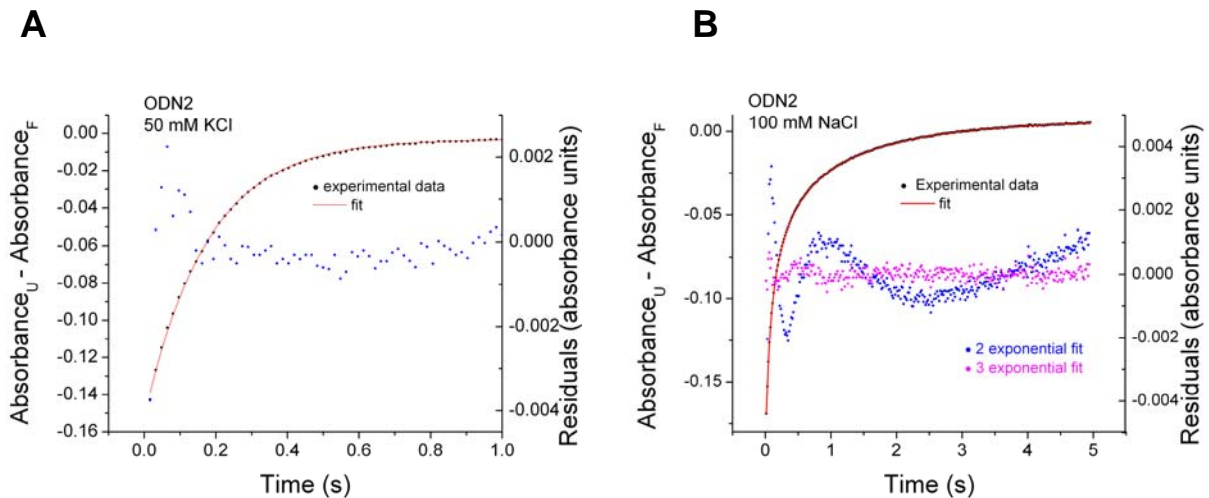 A
ODN2
50 mM KCl
0.00
-0.02
-0.04
-0.06
-0.08
-0.10
-0.12
-0.14
-0.16
Absorbance_U - Absorbance_F
experimental data
fit
0.002
0.000
-0.002
-0.004
Residuals (absorbance units)
0.0 0.2 0.4 0.6 0.8 1.0
Time (s)
B
ODN2
100 mM NaCl
0.00
-0.05
-0.10
-0.15
Absorbance_U - Absorbance_F
Experimental data
fit
2 exponential fit
3 exponential fit
0.004
0.002
0.000
-0.002
-0.004
Residuals (absorbance units)
0 1 2 3 4 5
Time (s)